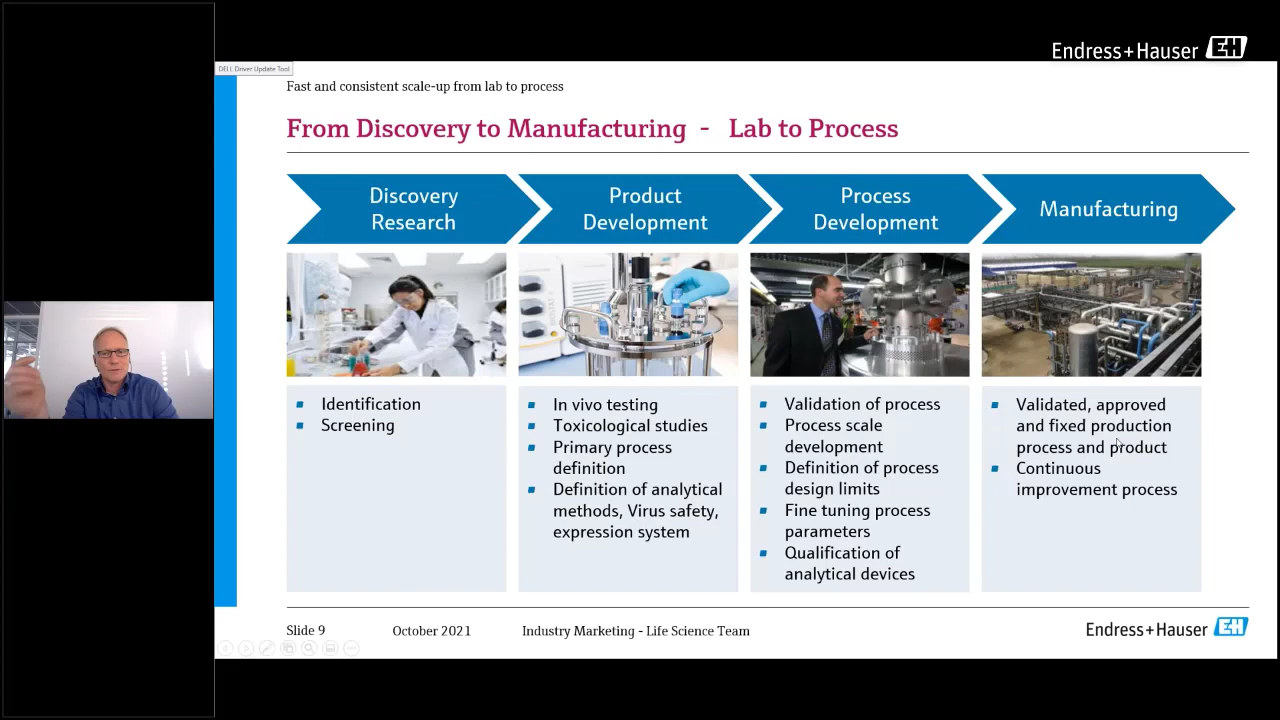 Endress+Hauser EH
DELL Driver Update Tool
Fast and consistent scale-up from lab to process
From Discovery to Manufacturing - Lab to Process
Discovery
Research
Product
Development
Process
Development
Manufacturing
Identification
Screening
In vivo testing
Toxicological studies
Primary process
definition
Definition of analytical
methods, Virus safety,
expression system
Validation of process
Process scale
development
Definition of process
design limits
Fine tuning process
parameters
Qualification of
analytical devices
Validated, approved
and fixed production
process and product
Continuous
improvement process
Slide 9
October 2021
Industry Marketing - Life Science Team
Endress+Hauser EH